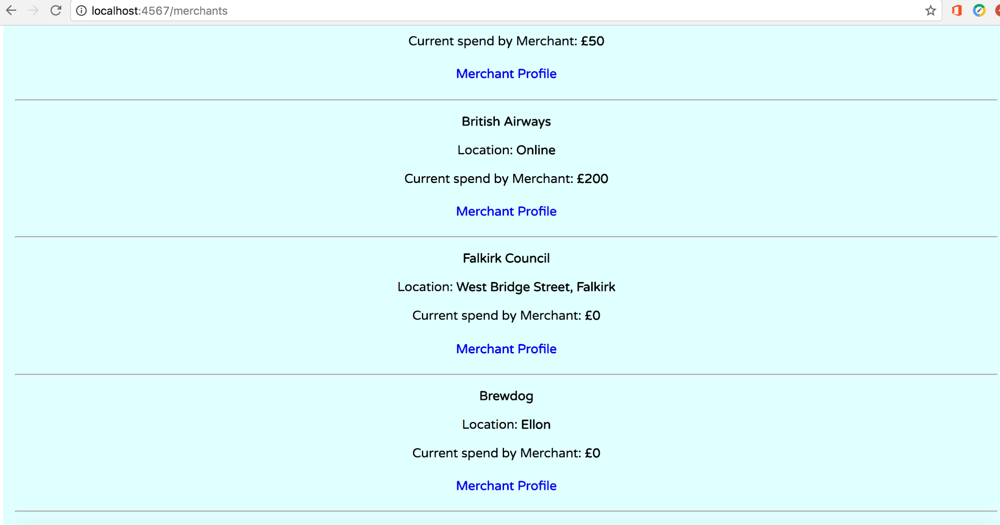 localhost:4567/merchants
Current spend by Merchant: £50
Merchant Profile
British Airways
Location: Online
Current spend by Merchant: £200
Merchant Profile
Falkirk Council
Location: West Bridge Street, Falkirk
Current spend by Merchant: £0
Merchant Profile
Brewdog
Location: Ellon
Current spend by Merchant: £0
Merchant Profile